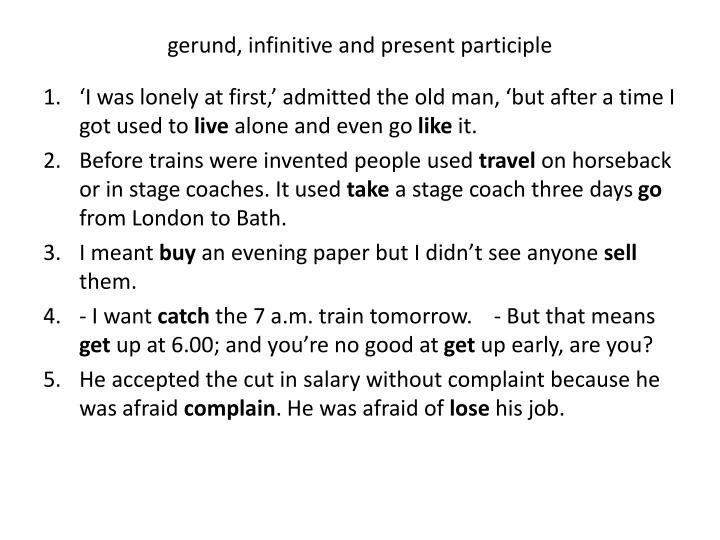 gerund, infinitive and present participle
1. ‘I was lonely at first,’ admitted the old man, ‘but after a time I
got used to live alone and even go like it.
2. Before trains were invented people used travel on horseback
or in stage coaches. It used take a stage coach three days go
from London to Bath.
3. I meant buy an evening paper but I didn’t see anyone sell
them.
4. - I want catch the 7 a.m. train tomorrow. - But that means
get up at 6.00; and you’re no good at get up early, are you?
5. He accepted the cut in salary without complaint because he
was afraid complain. He was afraid of lose his job.